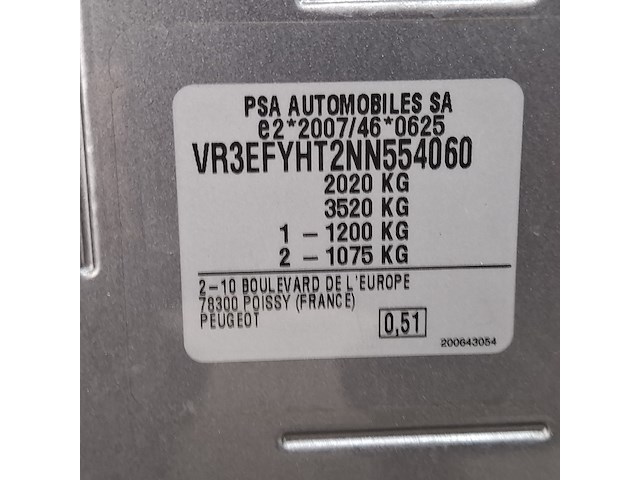 PSA AUTOMOBILES SA
e2*2007/46*0625
VR3EFYHT2NN554060
2020 KG
3520 KG
1 - 1200 KG
2 - 1075 KG
2-10 BOULEVARD DE L'EUROPE
78300 POISSY (FRANCE)
PEUGEOT
0,51
200643054